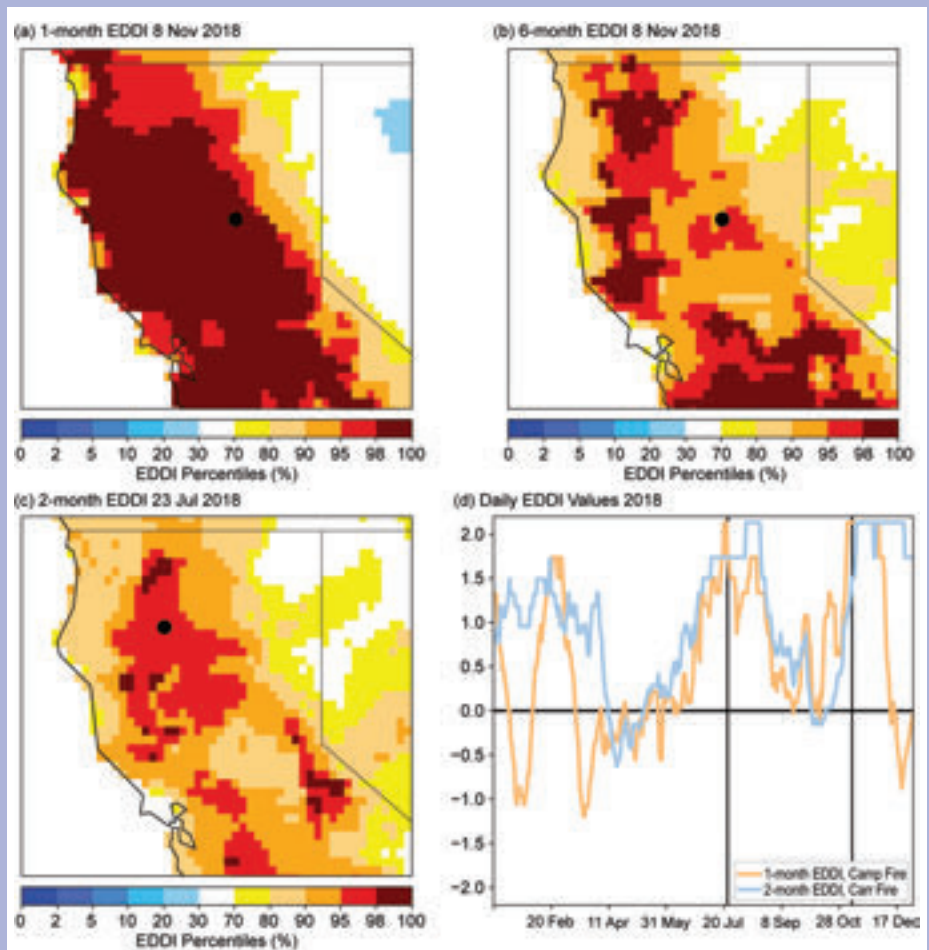 (a) 1-month EDDI 8 Nov 2018
(b) 6-month EDDI 8 Nov 2018
0 2 5 10 20 30 70 80 90 95 98 100
EDDI Percentiles (%)
0 2 5 10 20 30 70 80 90 95 98 100
EDDI Percentiles (%)
(c) 2-month EDDI 23 Jul 2018
(d) Daily EDDI Values 2018
2.0
1.5
1.0
0.5
0.0
−0.5
−1.0
−1.5
−2.0
1-month EDDI, Camp Fire
2-month EDDI, Carr Fire
20 Feb 11 Apr 31 May 20 Jul 8 Sep 28 Oct 17 Dec
0 2 5 10 20 30 70 80 90 95 98 100
EDDI Percentiles (%)